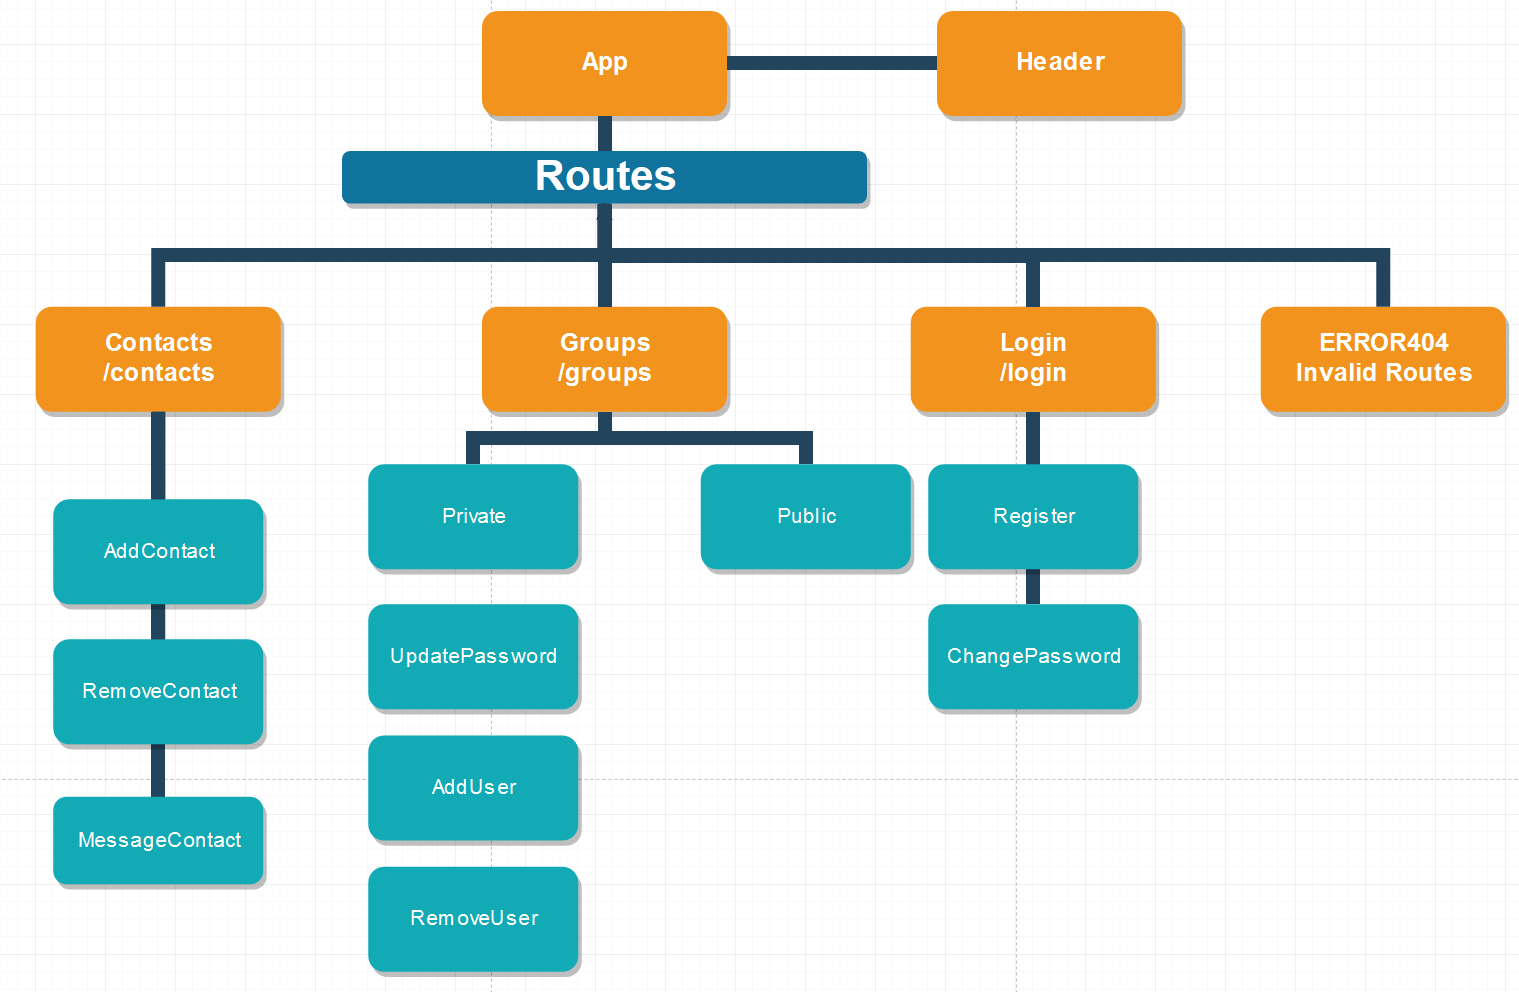 App
Header
Routes
Contacts
/contacts
Groups
/groups
Login
/login
ERROR404
Invalid Routes
Private
Public
Register
AddContact
UpdatePassword
ChangePassword
RemoveContact
AddUser
MessageContact
RemoveUser